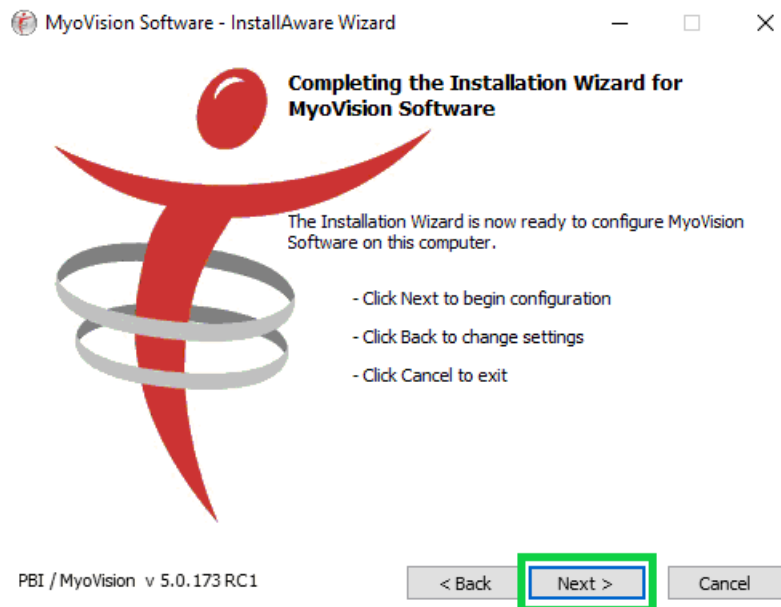 MyoVision Software - InstallAware Wizard
Completing the Installation Wizard for
MyoVision Software
The Installation Wizard is now ready to configure MyoVision
Software on this computer.
- Click Next to begin configuration
- Click Back to change settings
- Click Cancel to exit
PBI / MyoVision v 5.0.173 RC1
< Back
Next >
Cancel